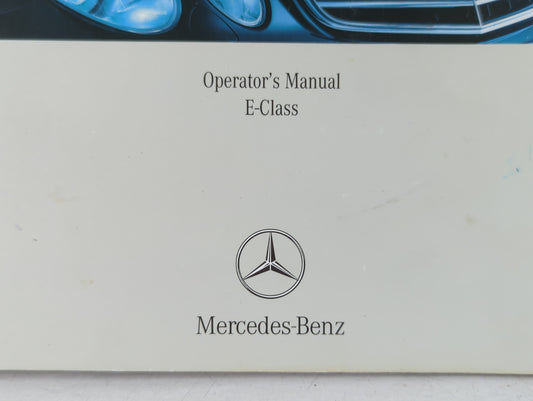 Operator's Manual
E-Class
Mercedes-Benz